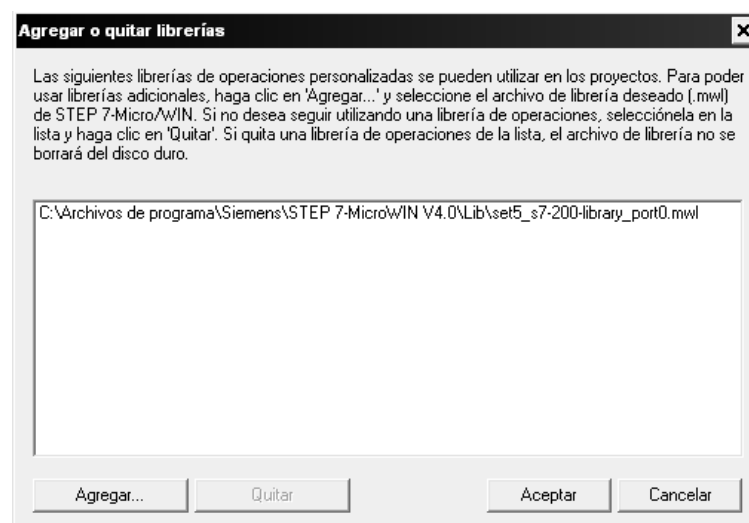 Agregar o quitar librerías
Las siguientes librerías de operaciones personalizadas se pueden utilizar en los proyectos. Para poder
usar librerías adicionales, haga clic en 'Agregar...' y seleccione el archivo de librería deseado (.mwl)
de STEP 7-Micro/WIN. Si no desea seguir utilizando una librería de operaciones, selecciónela en la
lista y haga clic en 'Quitar'. Si quita una librería de operaciones de la lista, el archivo de librería no se
borrará del disco duro.
C:\Archivos de programa\Siemens\STEP 7-MicroWIN V4.0\Lib\set5_s7-200-library_port0.mwl
Agregar... Quitar Aceptar Cancelar